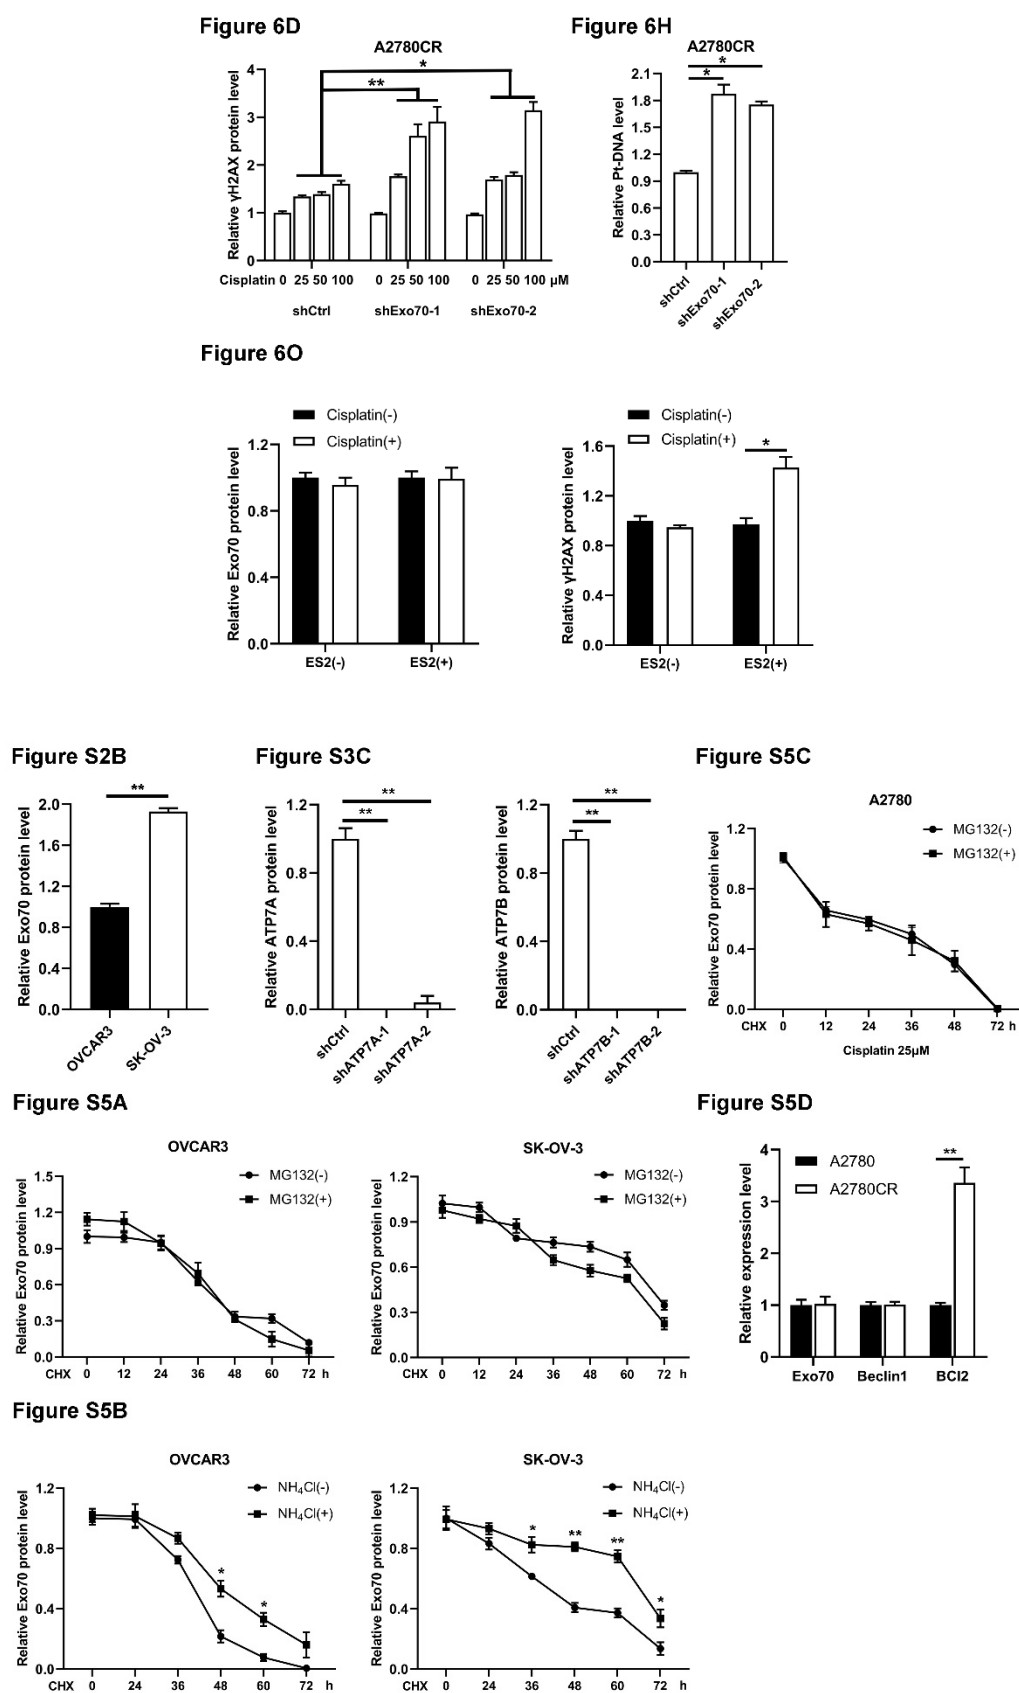 Figure 6D
A2780CR
Relative γH2AX protein level
4
3
2
1
0
*
**
Cisplatin 0 25 50 100 0 25 50 100 0 25 50 100 μM
shCtrl shExo70-1 shExo70-2
Figure 6H
A2780CR
Relative Pt-DNA level
2.1
1.8
1.5
1.2
0.9
0.6
0.3
0.0
*
*
shCtrl
shExo70-1
shExo70-2
Figure 6O
Cisplatin(-)
Cisplatin(+)
Relative Exo70 protein level
1.2
0.8
0.4
0.0
ES2(-) ES2(+)
Cisplatin(-)
Cisplatin(+)
Relative γH2AX protein level
1.6
1.2
0.8
0.4
0.0
*
ES2(-) ES2(+)
Figure S2B
Relative Exo70 protein level
2.0
1.6
1.2
0.8
0.4
0.0
**
OVCAR3
SK-OV-3
Figure S3C
Relative ATP7A protein level
1.2
0.8
0.4
0.0
**
**
shCtrl
shATP7A-1
shATP7A-2
Relative ATP7B protein level
1.2
0.8
0.4
0.0
**
**
shCtrl
shATP7B-1
shATP7B-2
Figure S5C
A2780
MG132(-)
MG132(+)
Relative Exo70 protein level
1.2
0.8
0.4
0.0
CHX 0 12 24 36 48 72 h
Cisplatin 25μM
Figure S5A
OVCAR3
MG132(-)
MG132(+)
Relative Exo70 protein level
1.5
1.2
0.9
0.6
0.3
0.0
CHX 0 12 24 36 48 60 72 h
SK-OV-3
MG132(-)
MG132(+)
Relative Exo70 protein level
1.2
0.9
0.6
0.3
0.0
CHX 0 12 24 36 48 60 72 h
Figure S5D
A2780
A2780CR
Relative expression level
4
3
2
1
0
**
Exo70 Beclin1 BCl2
Figure S5B
OVCAR3
NH₄Cl(-)
NH₄Cl(+)
Relative Exo70 protein level
1.2
0.8
0.4
0.0
*
*
CHX 0 24 36 48 60 72 h
SK-OV-3
NH₄Cl(-)
NH₄Cl(+)
Relative Exo70 protein level
1.2
0.8
0.4
0.0
*
**
**
*
CHX 0 24 36 48 60 72 h